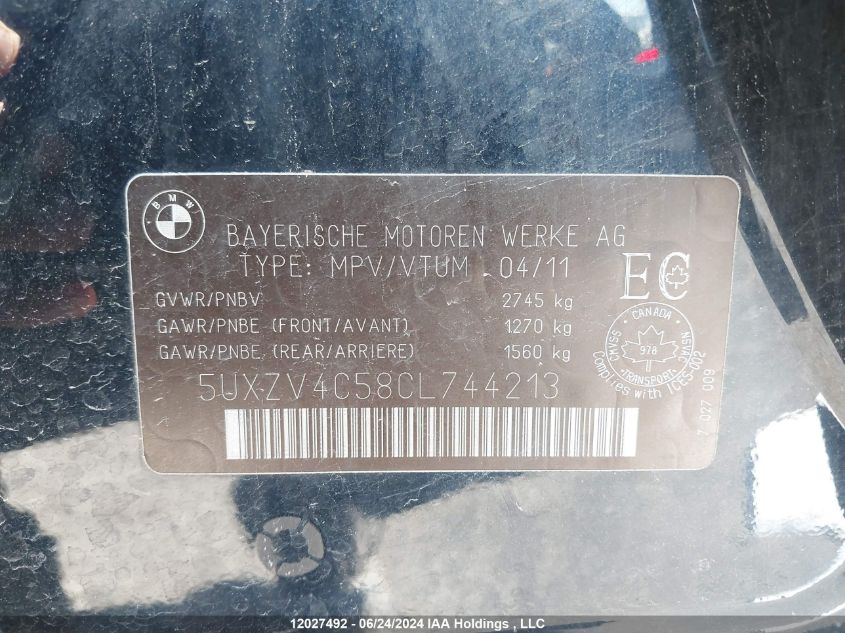 BMW
BAYERISCHE MOTOREN WERKE AG
TYPE: MPV/VTUM 04/11
GVWR/PNBV 2745 kg
GAWR/PNBE (FRONT/AVANT) 1270 kg
GAWR/PNBE (REAR/ARRIERE) 1560 kg
5UXZV4C58CL744213
EC
CANADA
CMVSS
NSVAC
978
TRANSPORT
Complies with ICES-002
7 027 009
12027492 - 06/24/2024 IAA Holdings , LLC